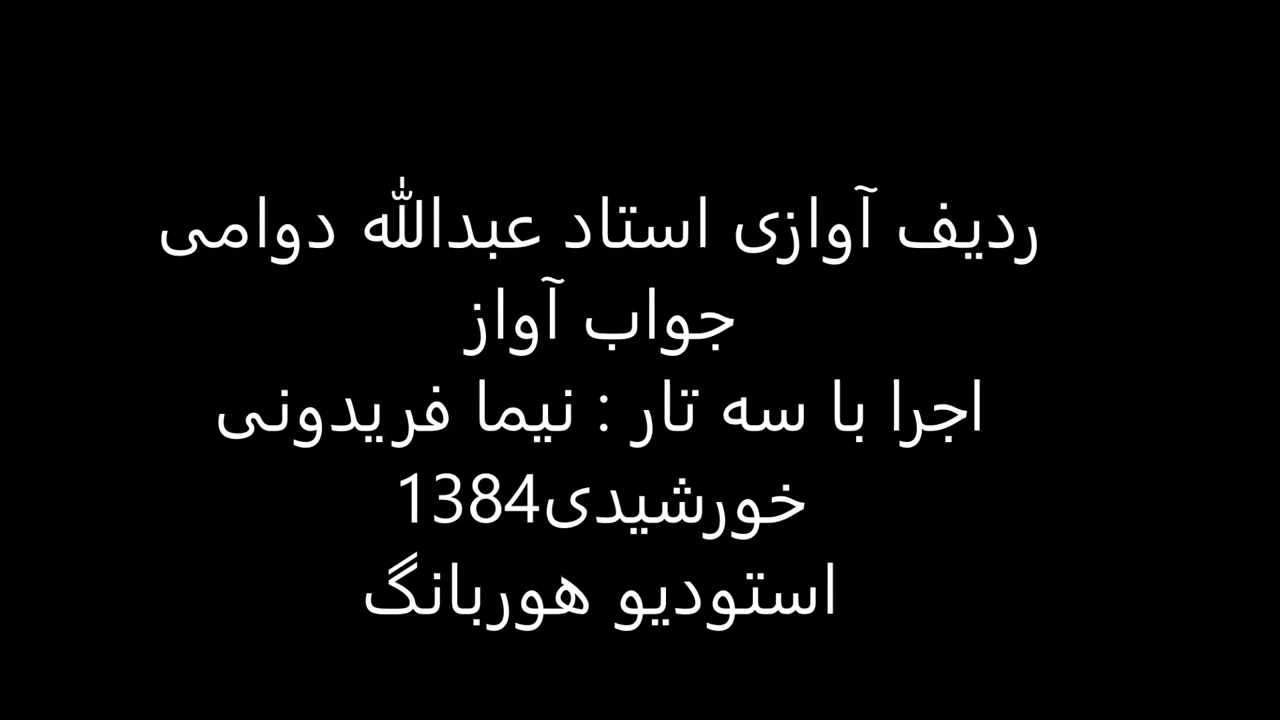 ردیف آوازی استاد عبدالله دوامی
جواب آواز
اجرا با سه تار : نیما فریدونی
خورشیدی1384
استودیو هوربانگ